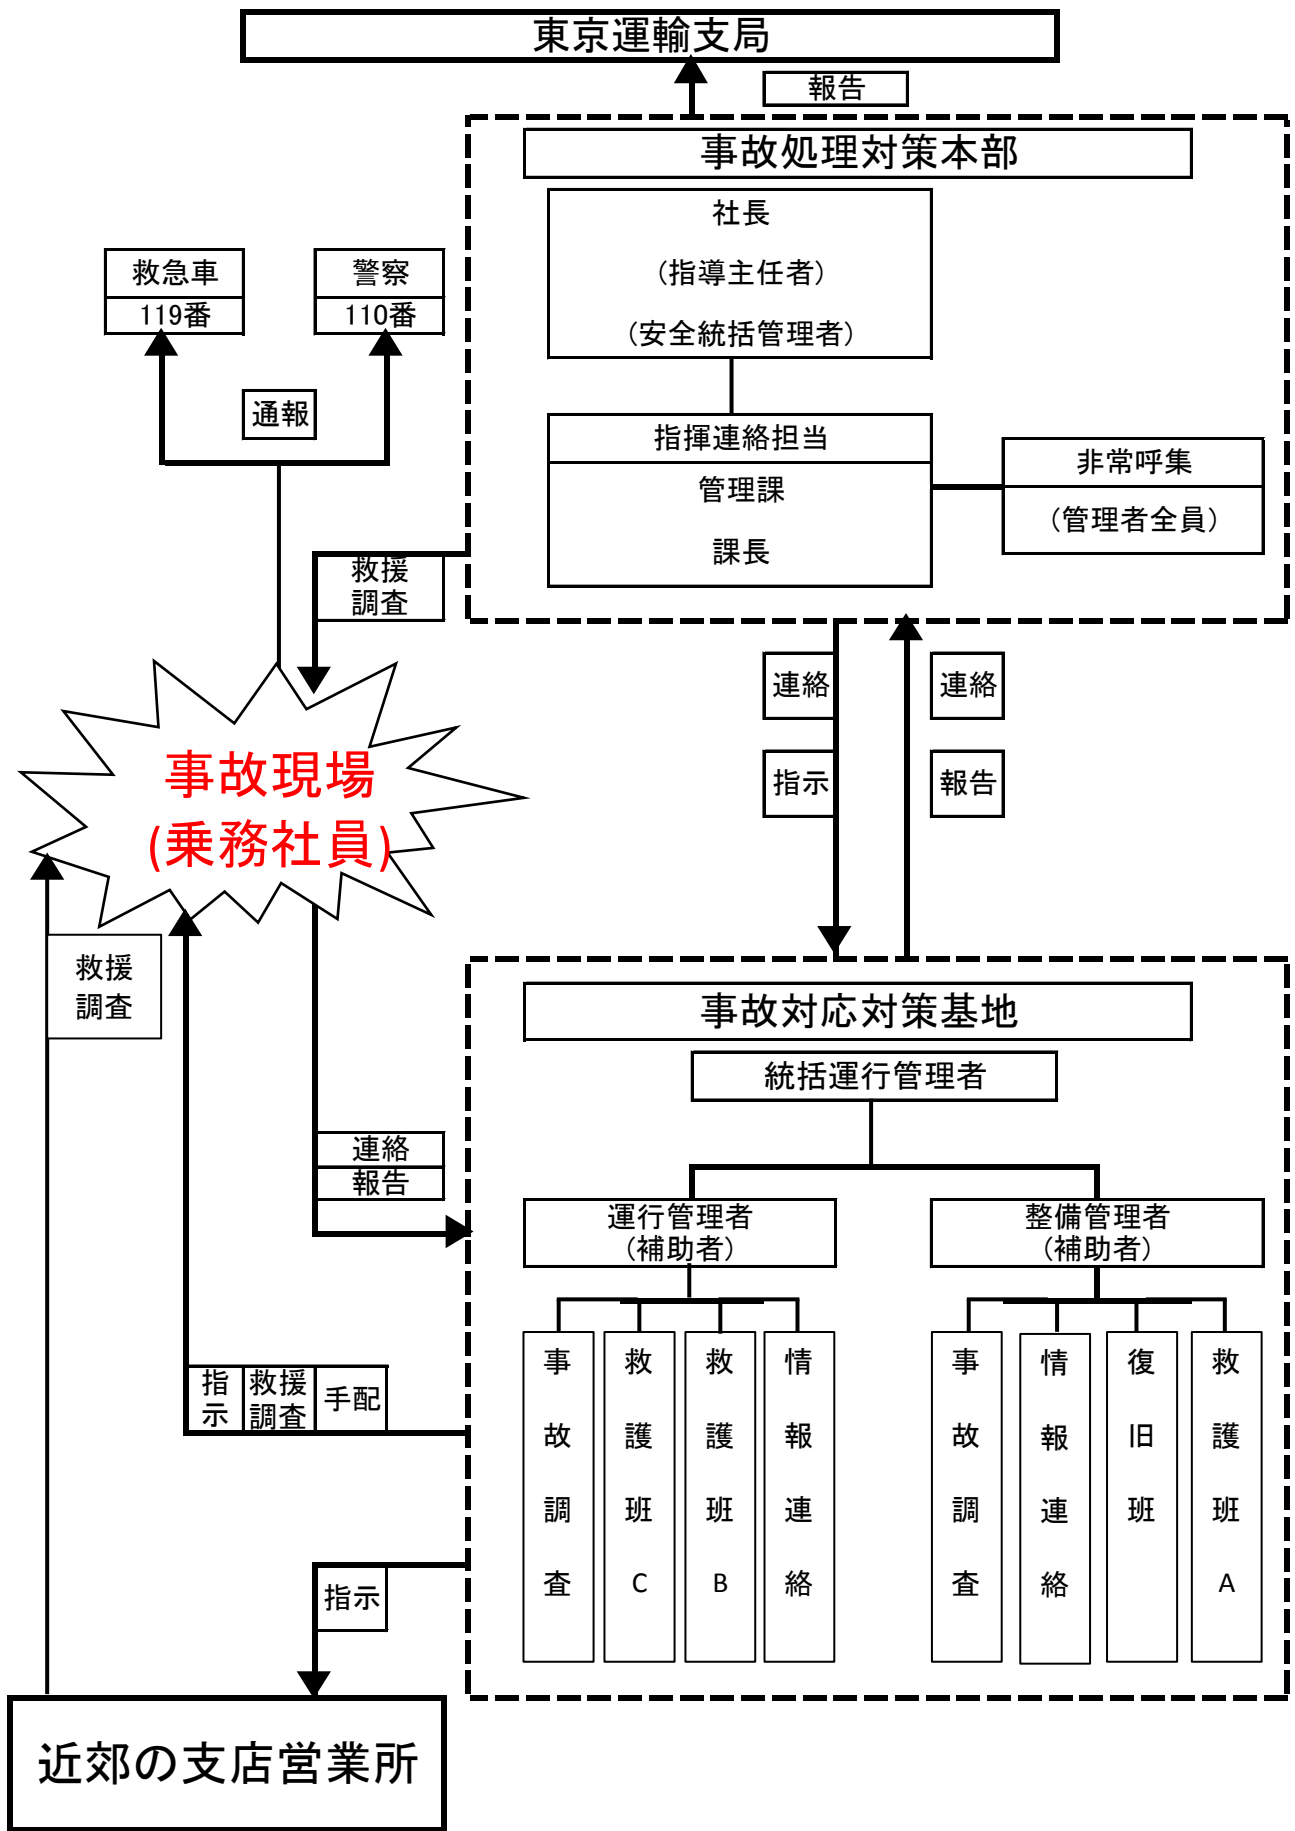 東京運輸支局
報告
事故処理対策本部
社長
（指導主任者）
（安全統括管理者）
救急車
119番
警察
110番
通報
指揮連絡担当
管理課
課長
非常呼集
（管理者全員）
救援
調査
連絡
指示
連絡
報告
事故現場
(乗務社員)
救援
調査
事故対応対策基地
統括運行管理者
連絡
報告
運行管理者
（補助者）
整備管理者
（補助者）
事故調査
救護班C
救護班B
情報連絡
事故調査
情報連絡
復旧班
救護班A
指示
救援
調査
手配
指示
近郊の支店営業所